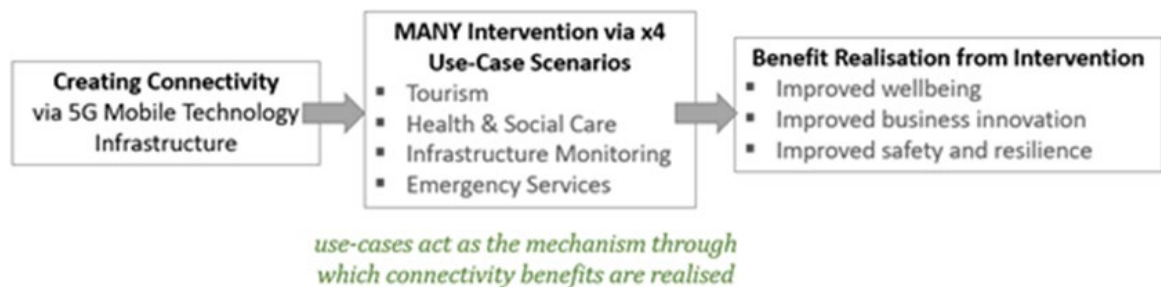 Creating Connectivity
via 5G Mobile Technology
Infrastructure
MANY Intervention via x4
Use-Case Scenarios
▪ Tourism
▪ Health & Social Care
▪ Infrastructure Monitoring
▪ Emergency Services
Benefit Realisation from Intervention
▪ Improved wellbeing
▪ Improved business innovation
▪ Improved safety and resilience
use-cases act as the mechanism through
which connectivity benefits are realised